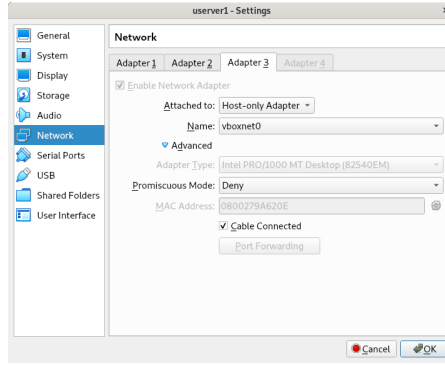 userver1 - Settings
General
System
Display
Storage
Audio
Network
Serial Ports
USB
Shared Folders
User Interface
Network
Adapter 1 Adapter 2 Adapter 3 Adapter 4
Enable Network Adapter
Attached to: Host-only Adapter
Name: vboxnet0
Advanced
Adapter Type: Intel PRO/1000 MT Desktop (82540EM)
Promiscuous Mode: Deny
MAC Address: 0800279A620E
Cable Connected
Port Forwarding
Cancel OK